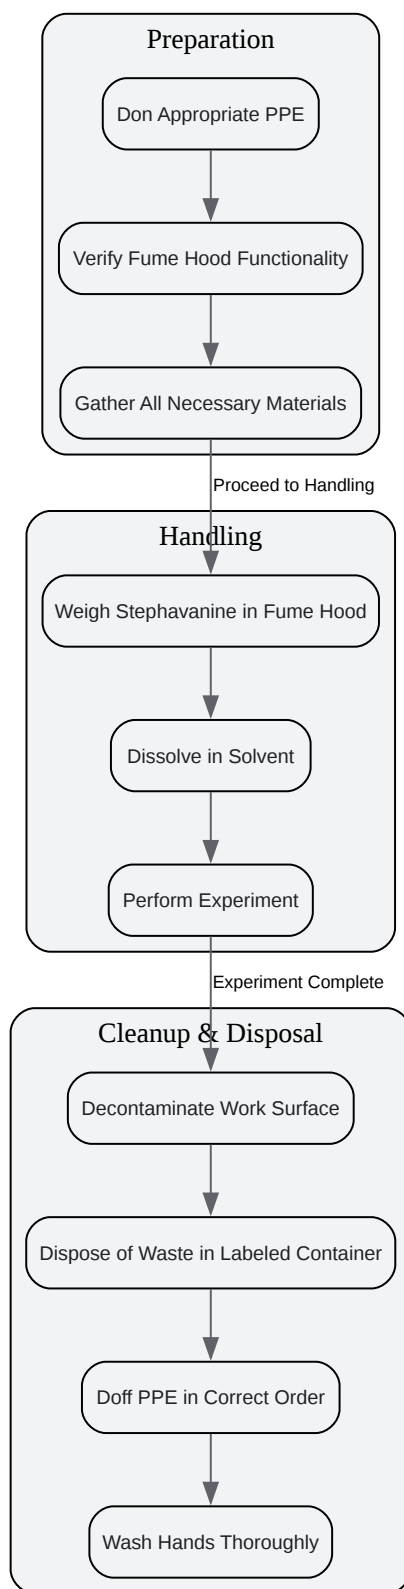 Preparation
Don Appropriate PPE
Verify Fume Hood Functionality
Gather All Necessary Materials
Proceed to Handling
Handling
Weigh Stephavanine in Fume Hood
Dissolve in Solvent
Perform Experiment
Experiment Complete
Cleanup & Disposal
Decontaminate Work Surface
Dispose of Waste in Labeled Container
Doff PPE in Correct Order
Wash Hands Thoroughly